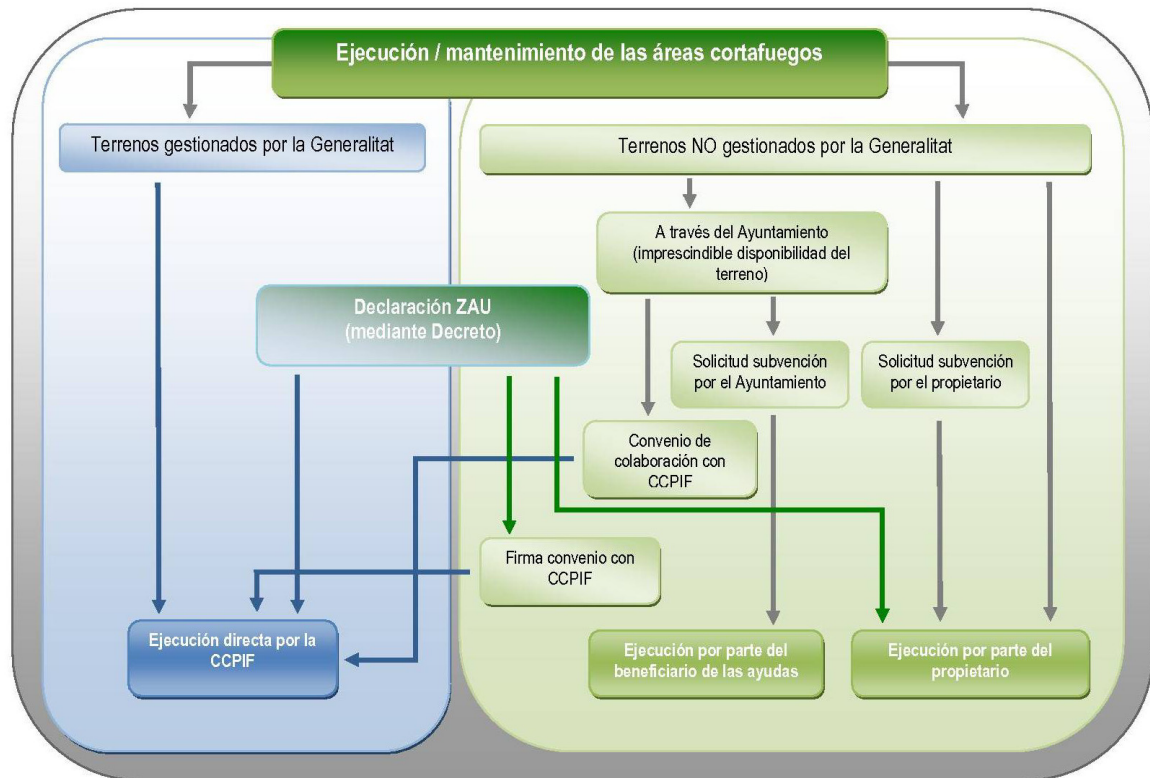 Ejecución / mantenimiento de las áreas cortafuegos
Terrenos gestionados por la Generalitat
Terrenos NO gestionados por la Generalitat
A través del Ayuntamiento
(imprescindible disponibilidad del
terreno)
Declaración ZAU
(mediante Decreto)
Solicitud subvención
por el Ayuntamiento
Solicitud subvención
por el propietario
Convenio de
colaboración con
CCPIF
Firma convenio con
CCPIF
Ejecución directa por la
CCPIF
Ejecución por parte del
beneficiario de las ayudas
Ejecución por parte del
propietario